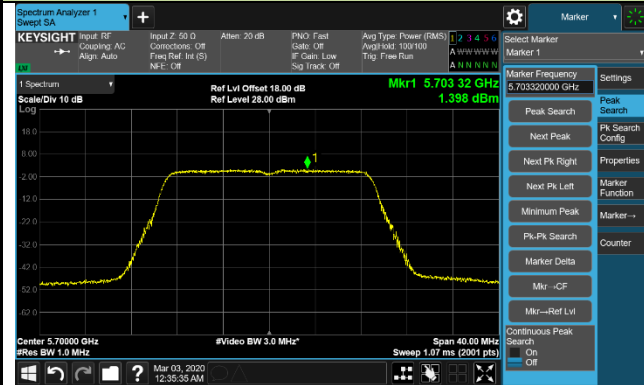 Spectrum Analyzer 1
Swept SA
+
Marker
KEYSIGHT
Input: RF
Coupling: AC
Align: Auto
Input Z: 50 Ω
Corrections: Off
Freq Ref: Int (S)
NFE: Off
Atten: 20 dB
PNO: Fast
Gate: Off
IF Gain: Low
Sig Track: Off
Avg Type: Power (RMS)
Avg|Hold: 100/100
Trig: Free Run
1 2 3 4 5 6
A W W W W W
A N N N N N
LXI
Select Marker
Marker 1
1 Spectrum
Scale/Div 10 dB
Log
Ref Lvl Offset 18.00 dB
Ref Level 28.00 dBm
Mkr1 5.703 32 GHz
1.398 dBm
18.0
8.00
-2.00
-12.0
-22.0
-32.0
-42.0
-52.0
-62.0
1
Center 5.70000 GHz
#Res BW 1.0 MHz
#Video BW 3.0 MHz*
Span 40.00 MHz
Sweep 1.07 ms (2001 pts)
Marker Frequency
5.703320000 GHz
Peak Search
Next Peak
Next Pk Right
Next Pk Left
Minimum Peak
Pk-Pk Search
Marker Delta
Mkr→CF
Mkr→Ref Lvl
Continuous Peak
Search
On
Off
Settings
Peak
Search
Pk Search
Config
Properties
Marker
Function
Marker→
Counter
?
Mar 03, 2020
12:35:35 AM